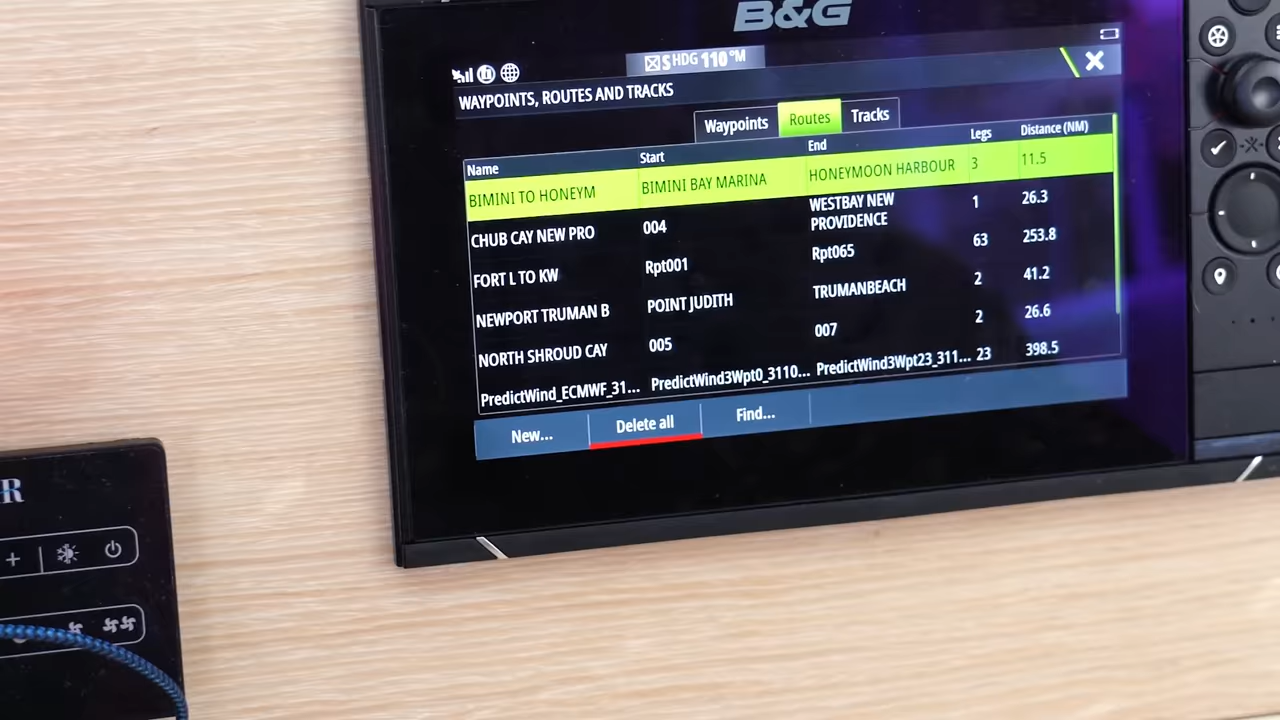 B&G
S HDG 110°M
WAYPOINTS, ROUTES AND TRACKS
Waypoints Routes Tracks
Name Start End Legs Distance (NM)
BIMINI TO HONEYM BIMINI BAY MARINA HONEYMOON HARBOUR 3 11.5
CHUB CAY NEW PRO 004 WESTBAY NEW PROVIDENCE 1 26.3
FORT L TO KW Rpt001 Rpt065 63 253.8
NEWPORT TRUMAN B POINT JUDITH TRUMANBEACH 2 41.2
NORTH SHROUD CAY 005 007 2 26.6
PredictWind_ECMWF_31... PredictWind3Wpt0_3110... PredictWind3Wpt23_311... 23 398.5
New... Delete all Find...
R